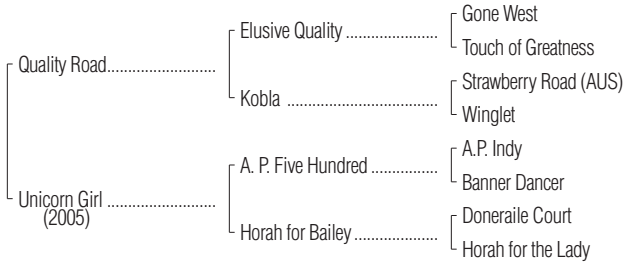 Gone West
Elusive Quality ....................
Touch of Greatness
Quality Road........................
Strawberry Road (AUS)
Kobla .................................
Winglet
A.P. Indy
A. P. Five Hundred ...............
Banner Dancer
Unicorn Girl ........................
(2005)
Doneraile Court
Horah for Bailey ..................
Horah for the Lady